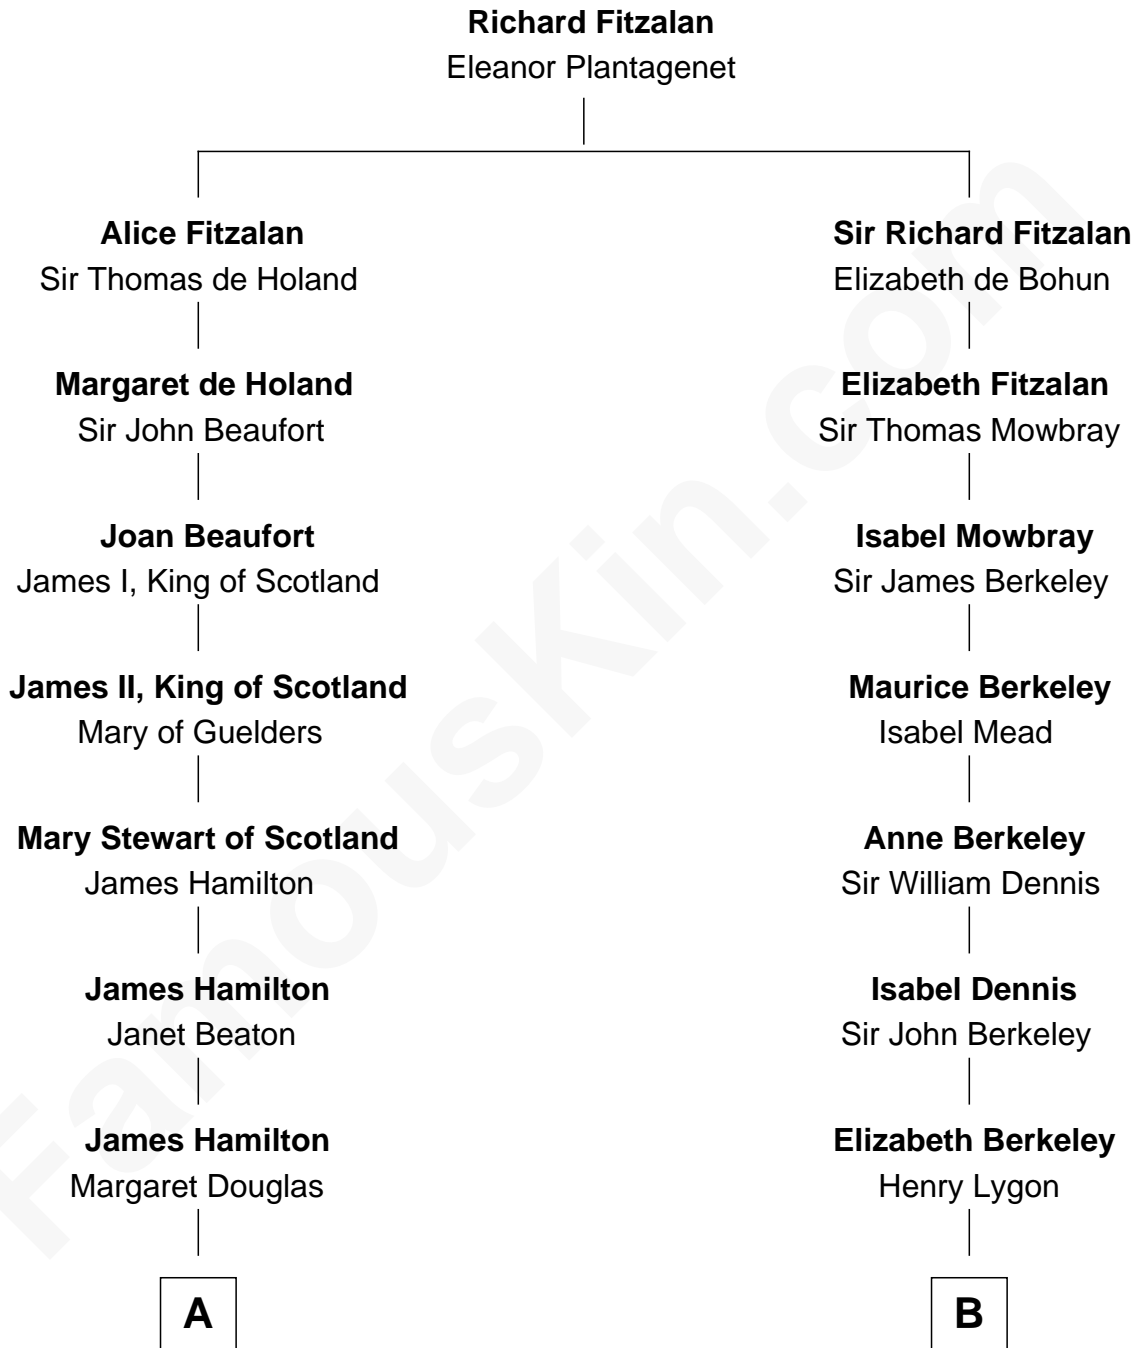 Richard Fitzalan
Eleanor Plantagenet
Alice Fitzalan
Sir Thomas de Holand
Sir Richard Fitzalan
Elizabeth de Bohun
Margaret de Holand
Sir John Beaufort
Elizabeth Fitzalan
Sir Thomas Mowbray
Joan Beaufort
James I, King of Scotland
Isabel Mowbray
Sir James Berkeley
James II, King of Scotland
Mary of Guelders
Maurice Berkeley
Isabel Mead
Mary Stewart of Scotland
James Hamilton
Anne Berkeley
Sir William Dennis
James Hamilton
Janet Beaton
Isabel Dennis
Sir John Berkeley
James Hamilton
Margaret Douglas
Elizabeth Berkeley
Henry Lygon
A
B
FamousKin.com